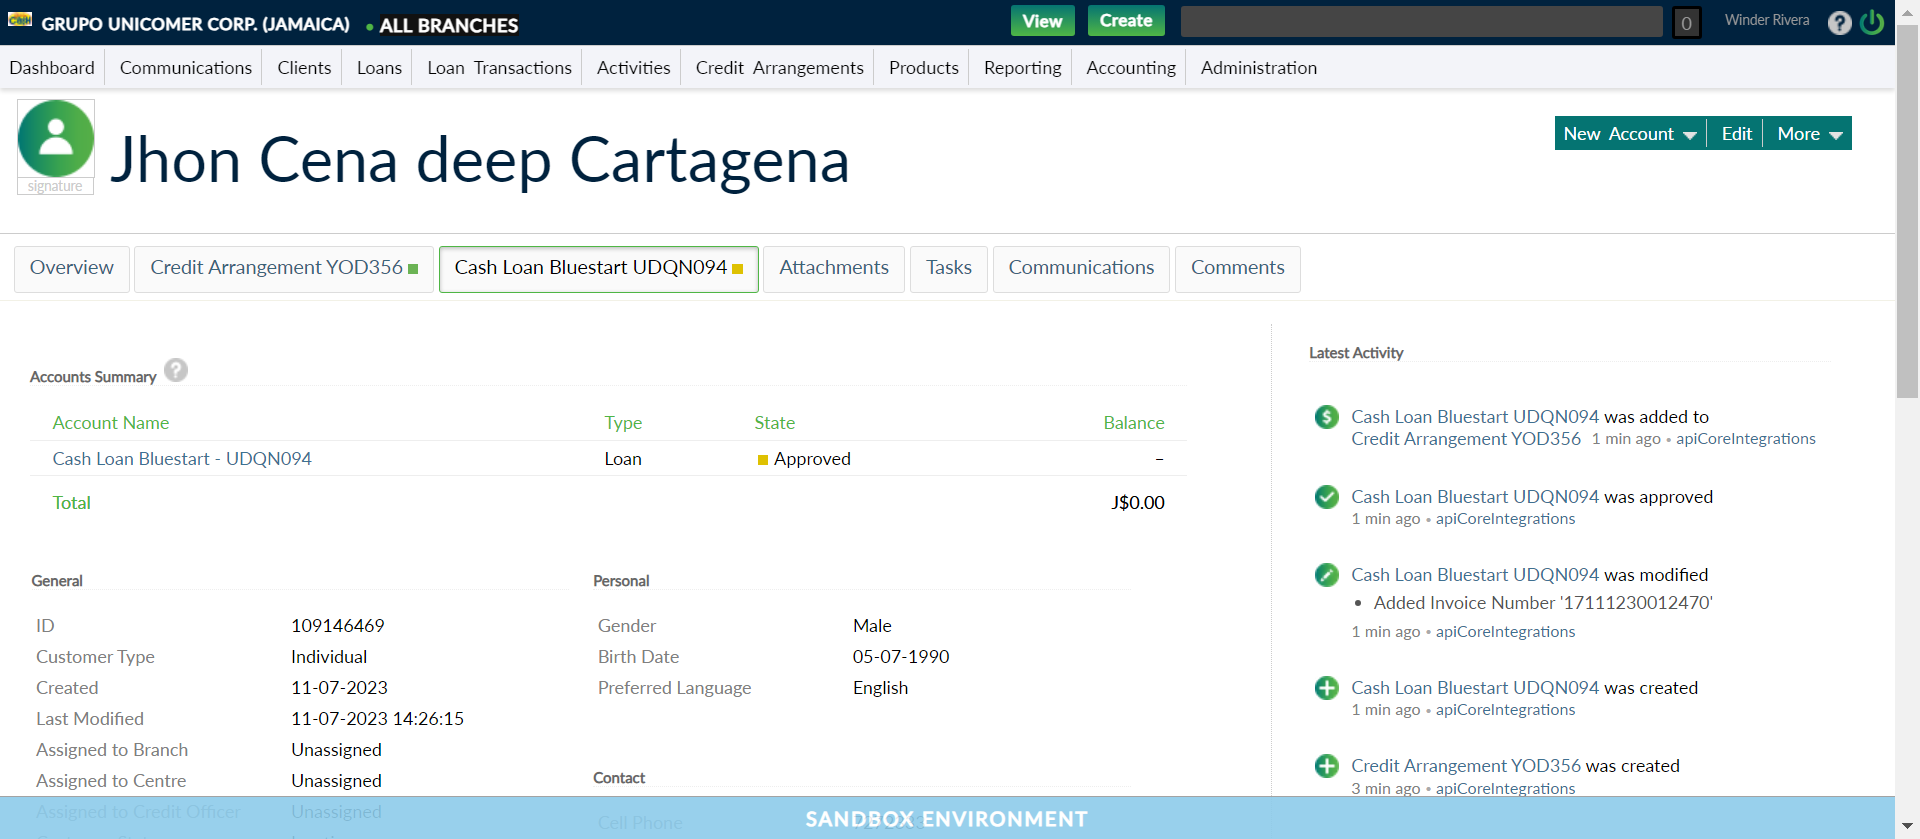 GRUPO UNICOMER CORP. (JAMAICA) ● ALL BRANCHES View Create 0 Winder Rivera ?
Dashboard Communications Clients Loans Loan Transactions Activities Credit Arrangements Products Reporting Accounting Administration
Jhon Cena deep Cartagena
signature
New Account Edit More
Overview Credit Arrangement YOD356 Cash Loan Bluestart UDQN094 Attachments Tasks Communications Comments
Accounts Summary ?
Account Name Type State Balance
Cash Loan Bluestart - UDQN094 Loan Approved –
Total J$0.00
General
ID 109146469
Customer Type Individual
Created 11-07-2023
Last Modified 11-07-2023 14:26:15
Assigned to Branch Unassigned
Assigned to Centre Unassigned
Assigned to Credit Officer Unassigned
Personal
Gender Male
Birth Date 05-07-1990
Preferred Language English
Contact
Cell Phone
Latest Activity
Cash Loan Bluestart UDQN094 was added to
Credit Arrangement YOD356 1 min ago • apiCoreIntegrations
Cash Loan Bluestart UDQN094 was approved
1 min ago • apiCoreIntegrations
Cash Loan Bluestart UDQN094 was modified
• Added Invoice Number '17111230012470'
1 min ago • apiCoreIntegrations
Cash Loan Bluestart UDQN094 was created
1 min ago • apiCoreIntegrations
Credit Arrangement YOD356 was created
3 min ago • apiCoreIntegrations
SANDBOX ENVIRONMENT